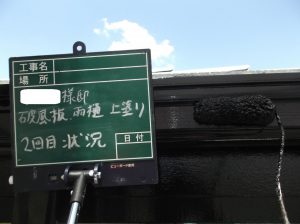 工事名
場所
様邸
破風板、雨樋 上塗り
2回目 状況
日付